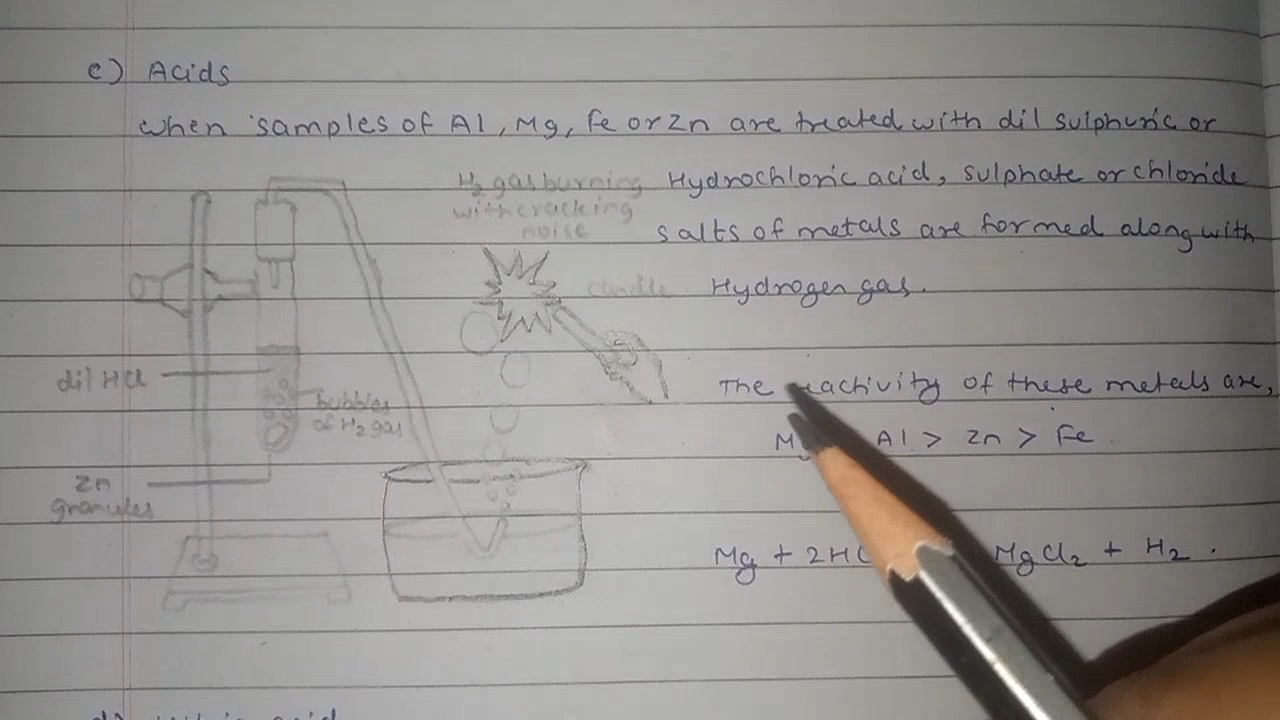 c) Acids
when samples of Al, Mg, Fe or Zn are treated with dil sulphuric or
H2 gas burning
with cracking
noise
Hydrochloric acid, sulphate or chloride
salts of metals are formed along with
candle
Hydrogen gas.
dil HCl
bubbles
of H2 gas
Zn
granules
The reactivity of these metals are,
Al > Zn > Fe.
Mg + 2HCl MgCl2 + H2.